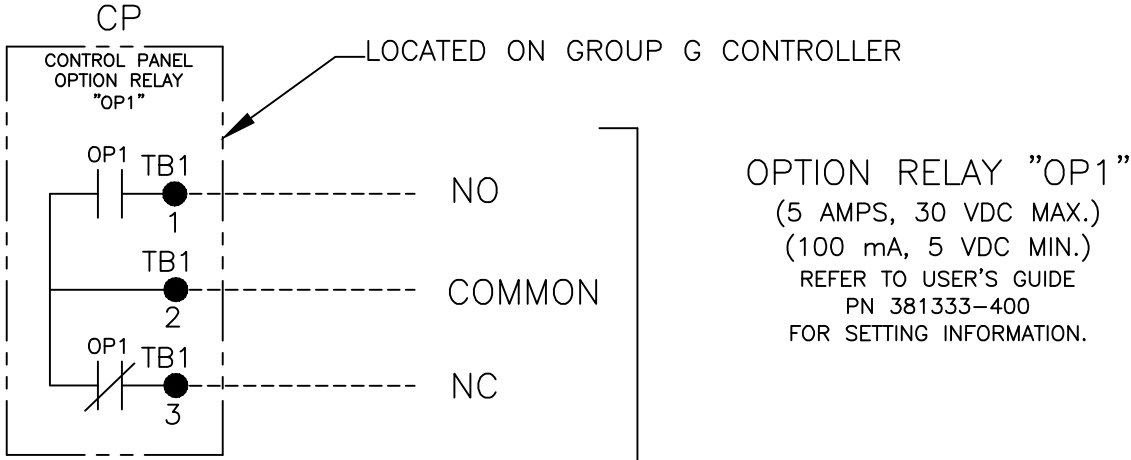 CP
CONTROL PANEL
OPTION RELAY
"OP1"
LOCATED ON GROUP G CONTROLLER
OP1
TB1
1
NO
TB1
2
COMMON
OP1
TB1
3
NC
OPTION RELAY "OP1"
(5 AMPS, 30 VDC MAX.)
(100 mA, 5 VDC MIN.)
REFER TO USER'S GUIDE
PN 381333-400
FOR SETTING INFORMATION.